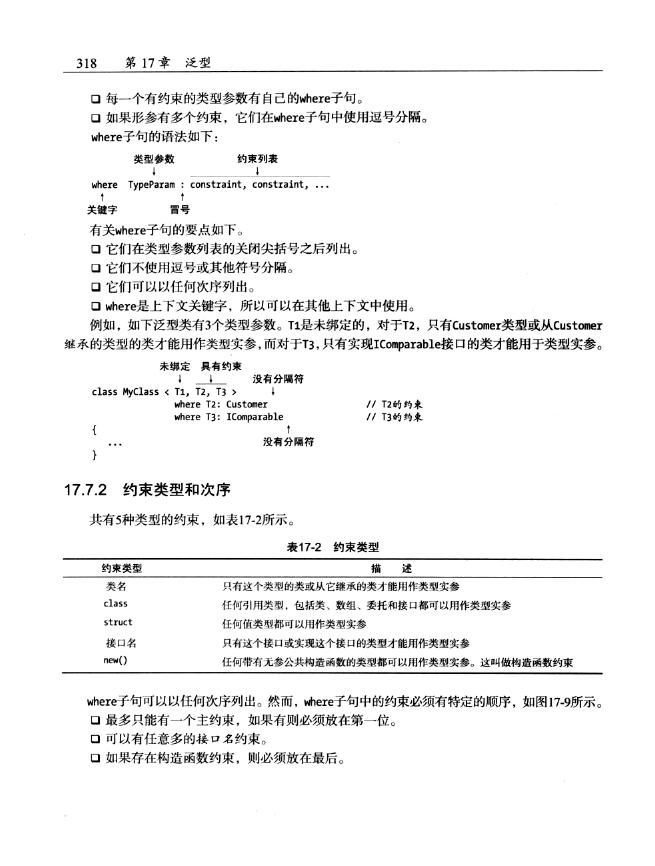 318 第 17 章 泛型
❑ 每一个有约束的类型参数有自己的where子句。
❑ 如果形参有多个约束，它们在where子句中使用逗号分隔。
where子句的语法如下：
类型参数 约束列表
↓ ↓
where TypeParam : constraint, constraint, ...
↑ ↑
关键字 冒号
有关where子句的要点如下。
❑ 它们在类型参数列表的关闭尖括号之后列出。
❑ 它们不使用逗号或其他符号分隔。
❑ 它们可以以任何次序列出。
❑ where是上下文关键字，所以可以在其他上下文中使用。
例如，如下泛型类有3个类型参数。T1是未绑定的，对于T2，只有Customer类型或从Customer
继承的类型的类才能用作类型实参，而对于T3，只有实现IComparable接口的类才能用于类型实参。
未绑定 具有约束
↓ ↓ 没有分隔符
class MyClass < T1, T2, T3 > ↓
where T2: Customer // T2的约束
where T3: IComparable // T3的约束
{ ↑
... 没有分隔符
}
17.7.2 约束类型和次序
共有5种类型的约束，如表17-2所示。
表17-2 约束类型
约束类型 描 述
类名 只有这个类型的类或从它继承的类才能用作类型实参
class 任何引用类型，包括类、数组、委托和接口都可以用作类型实参
struct 任何值类型都可以用作类型实参
接口名 只有这个接口或实现这个接口的类型才能用作类型实参
new() 任何带有无参公共构造函数的类型都可以用作类型实参。这叫做构造函数约束
where子句可以以任何次序列出。然而，where子句中的约束必须有特定的顺序，如图17-9所示。
❑ 最多只能有一个主约束，如果有则必须放在第一位。
❑ 可以有任意多的接口名约束。
❑ 如果存在构造函数约束，则必须放在最后。